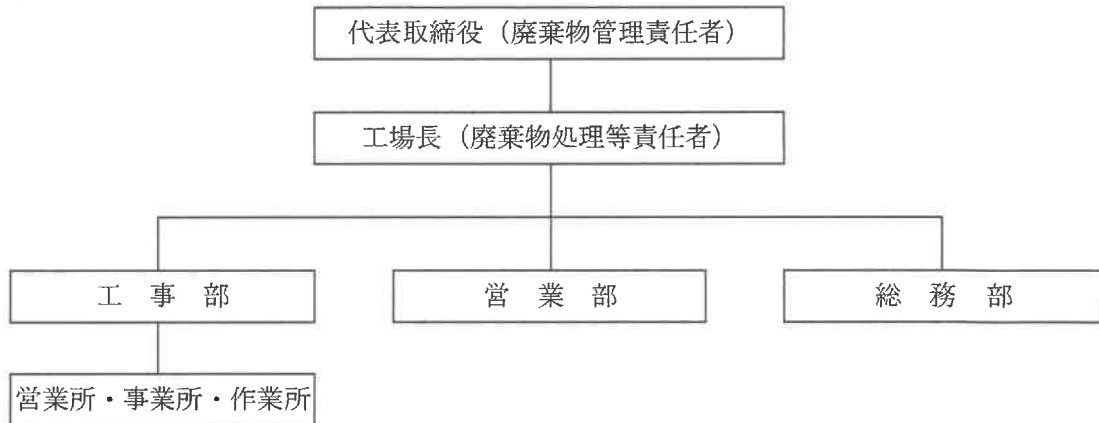 代表取締役（廃棄物管理責任者）
工場長（廃棄物処理等責任者）
工　事　部
営　業　部
総　務　部
営業所・事業所・作業所